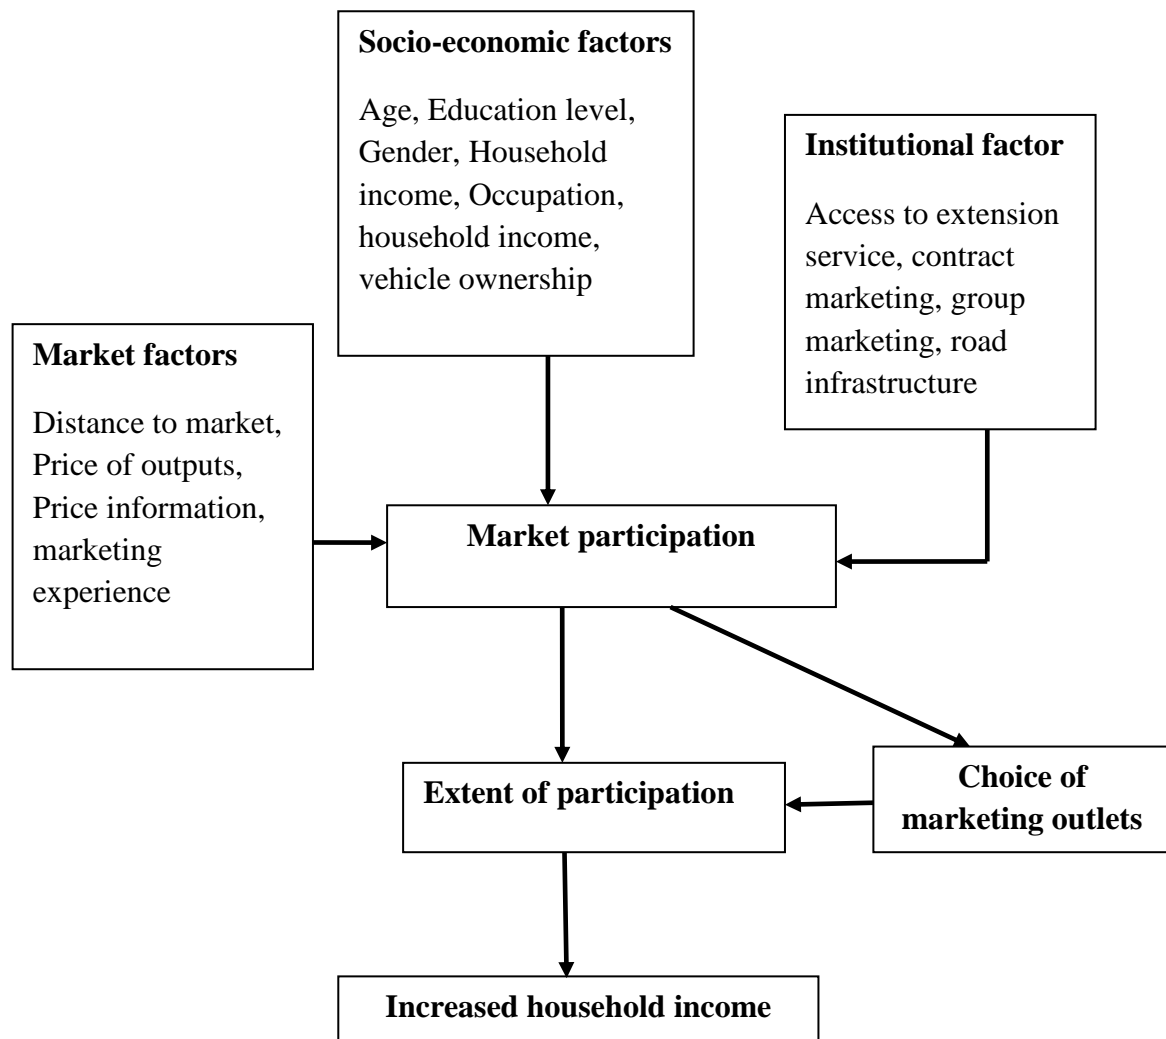 Socio-economic factors
Age, Education level,
Gender, Household
income, Occupation,
household income,
vehicle ownership
Institutional factor
Access to extension
service, contract
marketing, group
marketing, road
infrastructure
Market factors
Distance to market,
Price of outputs,
Price information,
marketing
experience
Market participation
Extent of participation
Choice of
marketing outlets
Increased household income